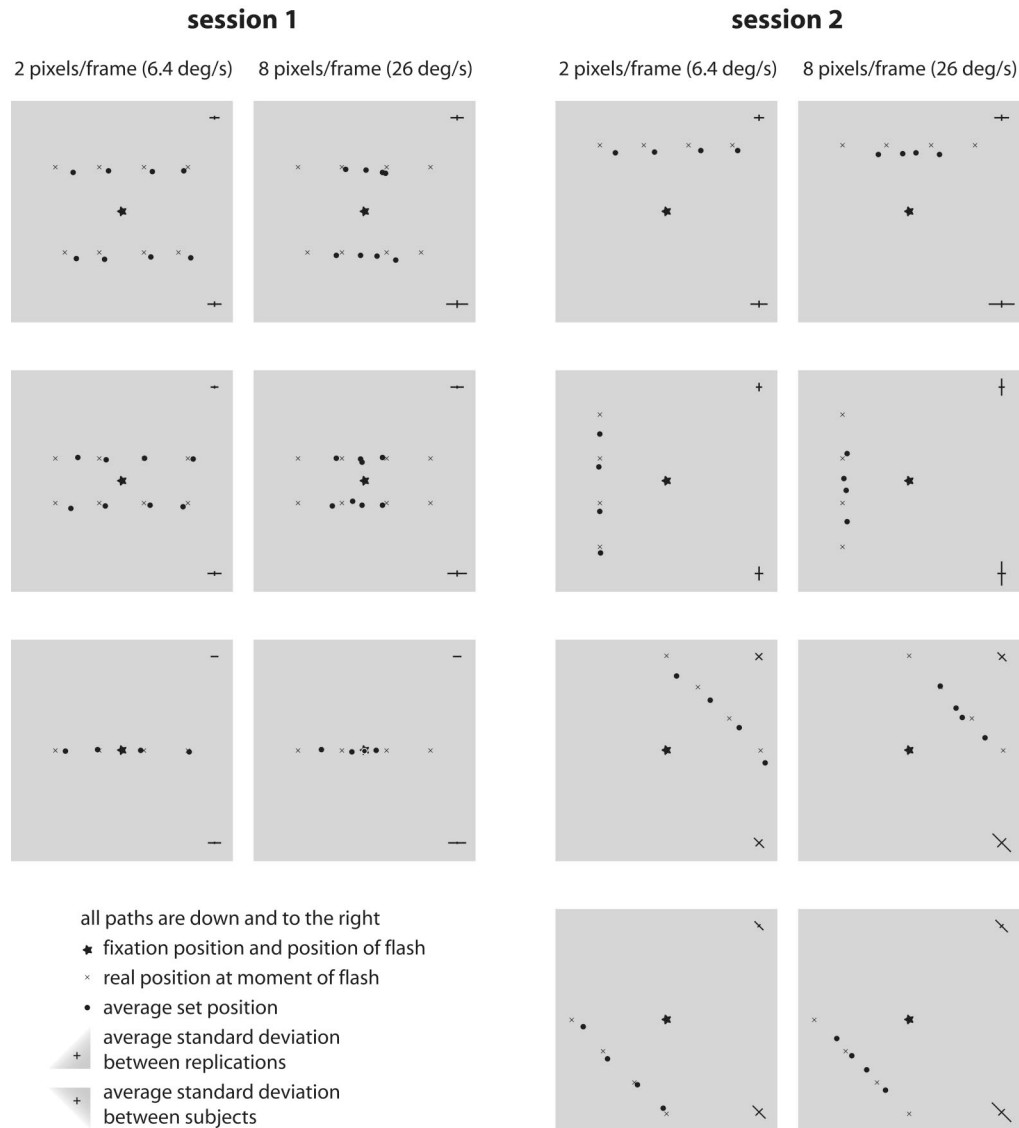 session 1
session 2
2 pixels/frame (6.4 deg/s)
8 pixels/frame (26 deg/s)
2 pixels/frame (6.4 deg/s)
8 pixels/frame (26 deg/s)
all paths are down and to the right
fixation position and position of flash
real position at moment of flash
average set position
average standard deviation
between replications
average standard deviation
between subjects